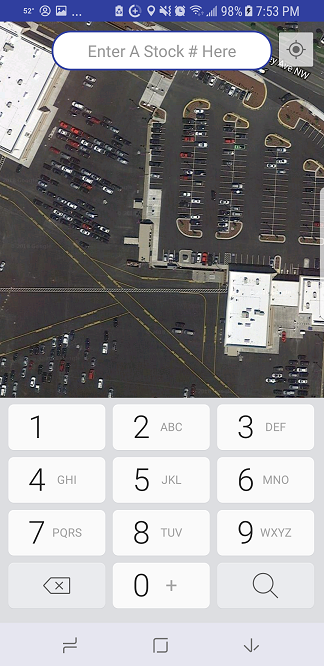 52° ... 98% 7:53 PM
Enter A Stock # Here
Ave NW
1
2 ABC
3 DEF
4 GHI
5 JKL
6 MNO
7 PQRS
8 TUV
9 WXYZ
0 +